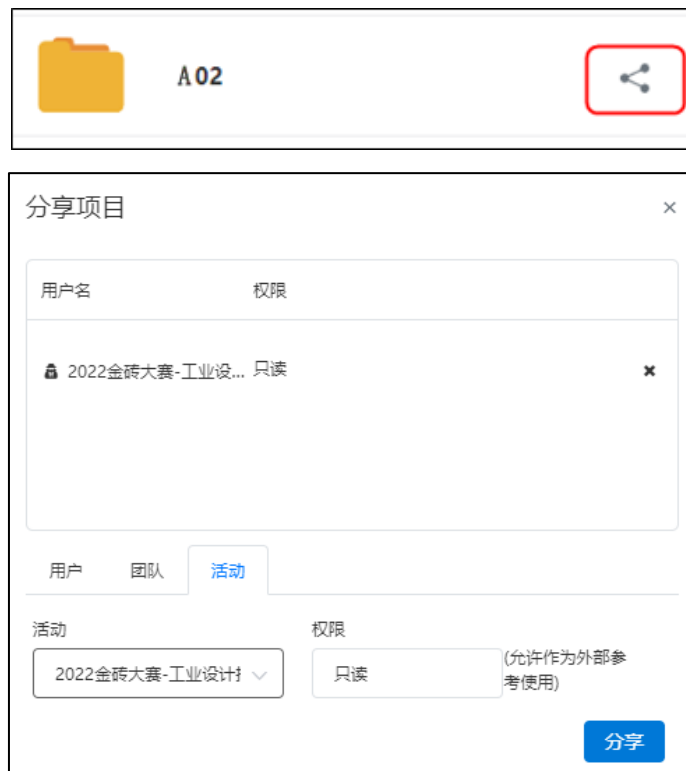 A02
分享项目
用户名 权限
2022金砖大赛-工业设... 只读
用户 团队 活动
活动 权限
2022金砖大赛-工业设计 只读 (允许作为外部参
考使用)
分享